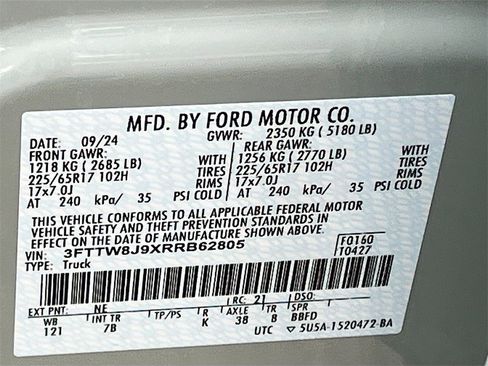 MFD. BY FORD MOTOR CO.
DATE: 09/24 GVWR: 2350 KG ( 5180 LB)
FRONT GAWR: REAR GAWR:
1218 KG ( 2685 LB) WITH 1256 KG ( 2770 LB) WITH
225/65R17 102H TIRES 225/65R17 102H TIRES
17x7.0J RIMS 17x7.0J RIMS
AT 240 kPa/ 35 PSI COLD AT 240 kPa/ 35 PSI COLD
THIS VEHICLE CONFORMS TO ALL APPLICABLE FEDERAL MOTOR
VEHICLE SAFETY AND THEFT PREVENTION STANDARDS IN
EFFECT ON THE DATE OF MANUFACTURE SHOWN ABOVE.
VIN: 3FTTW8J9XRRB62805 F0160
TYPE: Truck T0427
EXT PNT: NE RC: 21 DSO:
WB INT TR TP/PS R AXLE TR SPR
121 7B K 38 8 BBFD
UTC 5U5A-1520472-BA